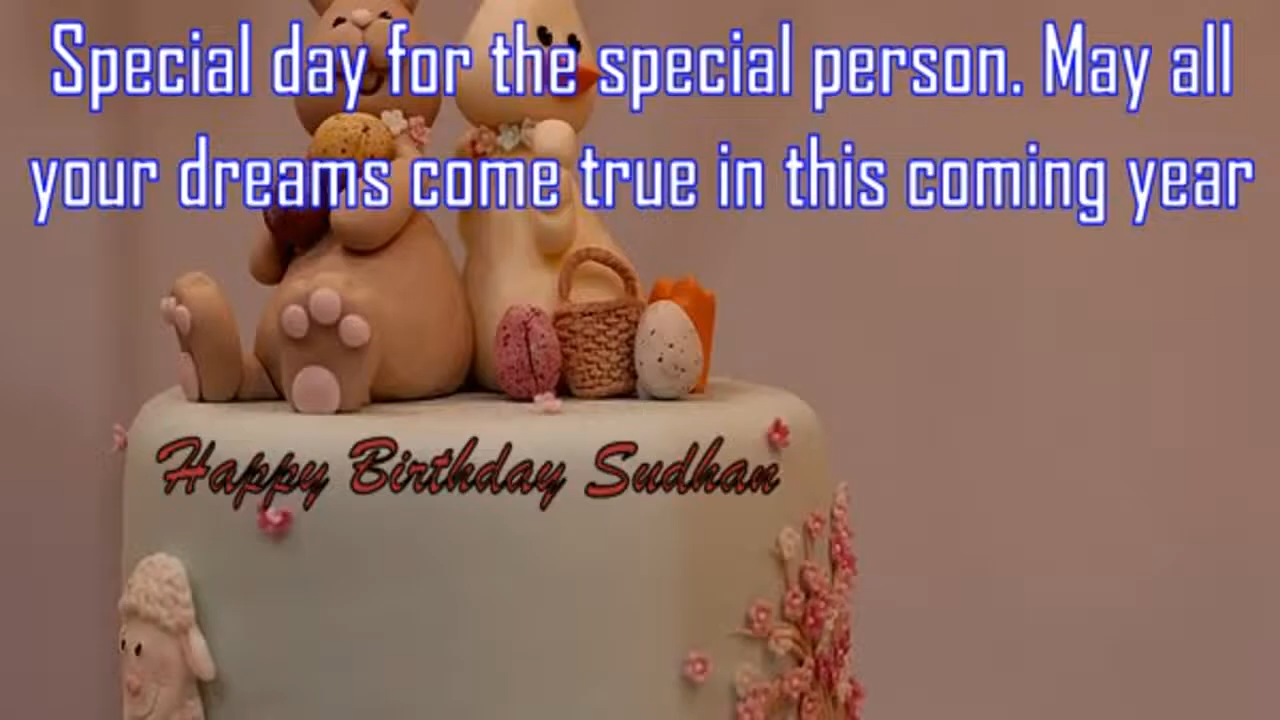 Special day for the special person. May all
your dreams come true in this coming year
Happy Birthday Sudhan